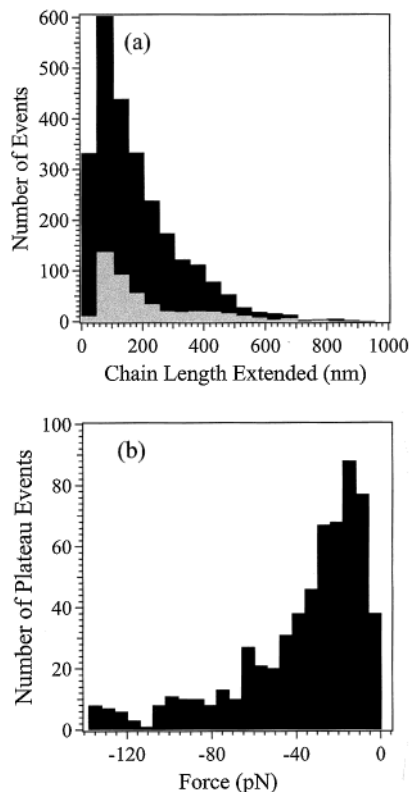 (a)
Number of Events
600
500
400
300
200
100
0
0 200 400 600 800 1000
Chain Length Extended (nm)
(b)
Number of Plateau Events
100
80
60
40
20
0
-120 -80 -40 0
Force (pN)